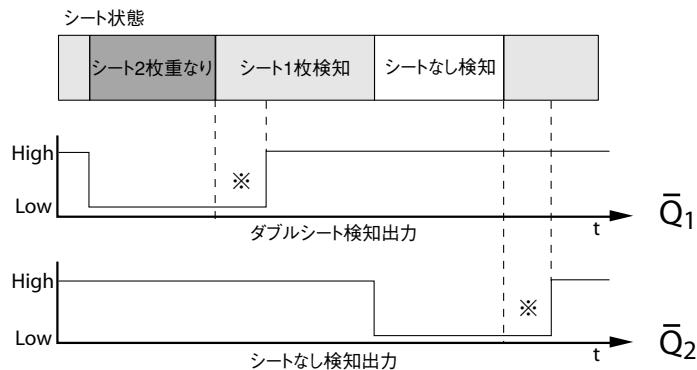 シート状態
シート2枚重なり
シート1枚検知
シートなし検知
High
※
Low
t
Q̅1
ダブルシート検知出力
High
※
Low
t
Q̅2
シートなし検知出力